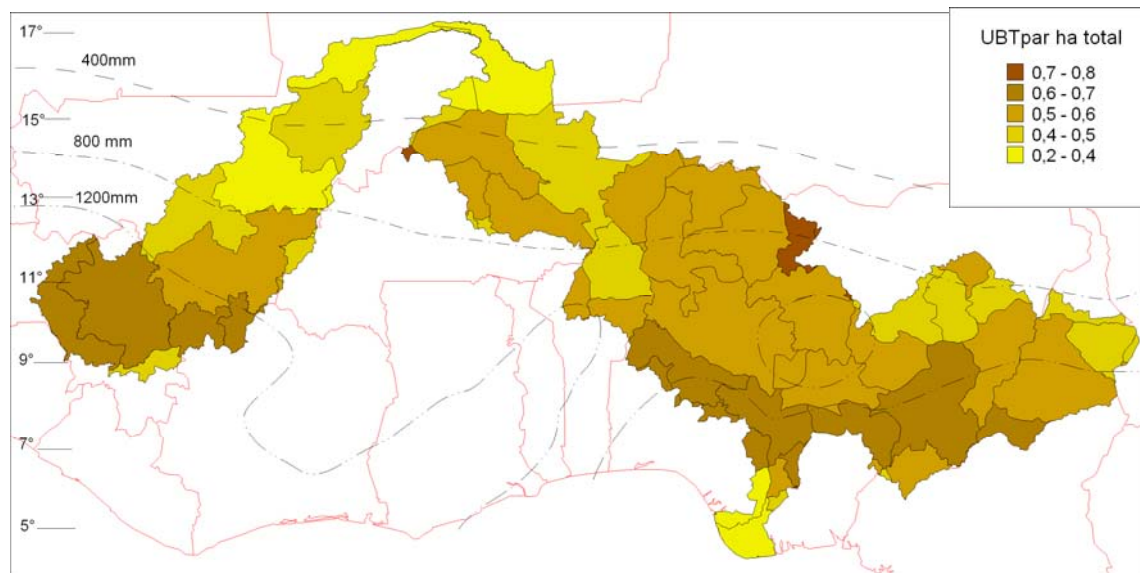 17°
400mm
15°
800 mm
13°
1200mm
11°
9°
7°
5°
UBTpar ha total
0,7 - 0,8
0,6 - 0,7
0,5 - 0,6
0,4 - 0,5
0,2 - 0,4